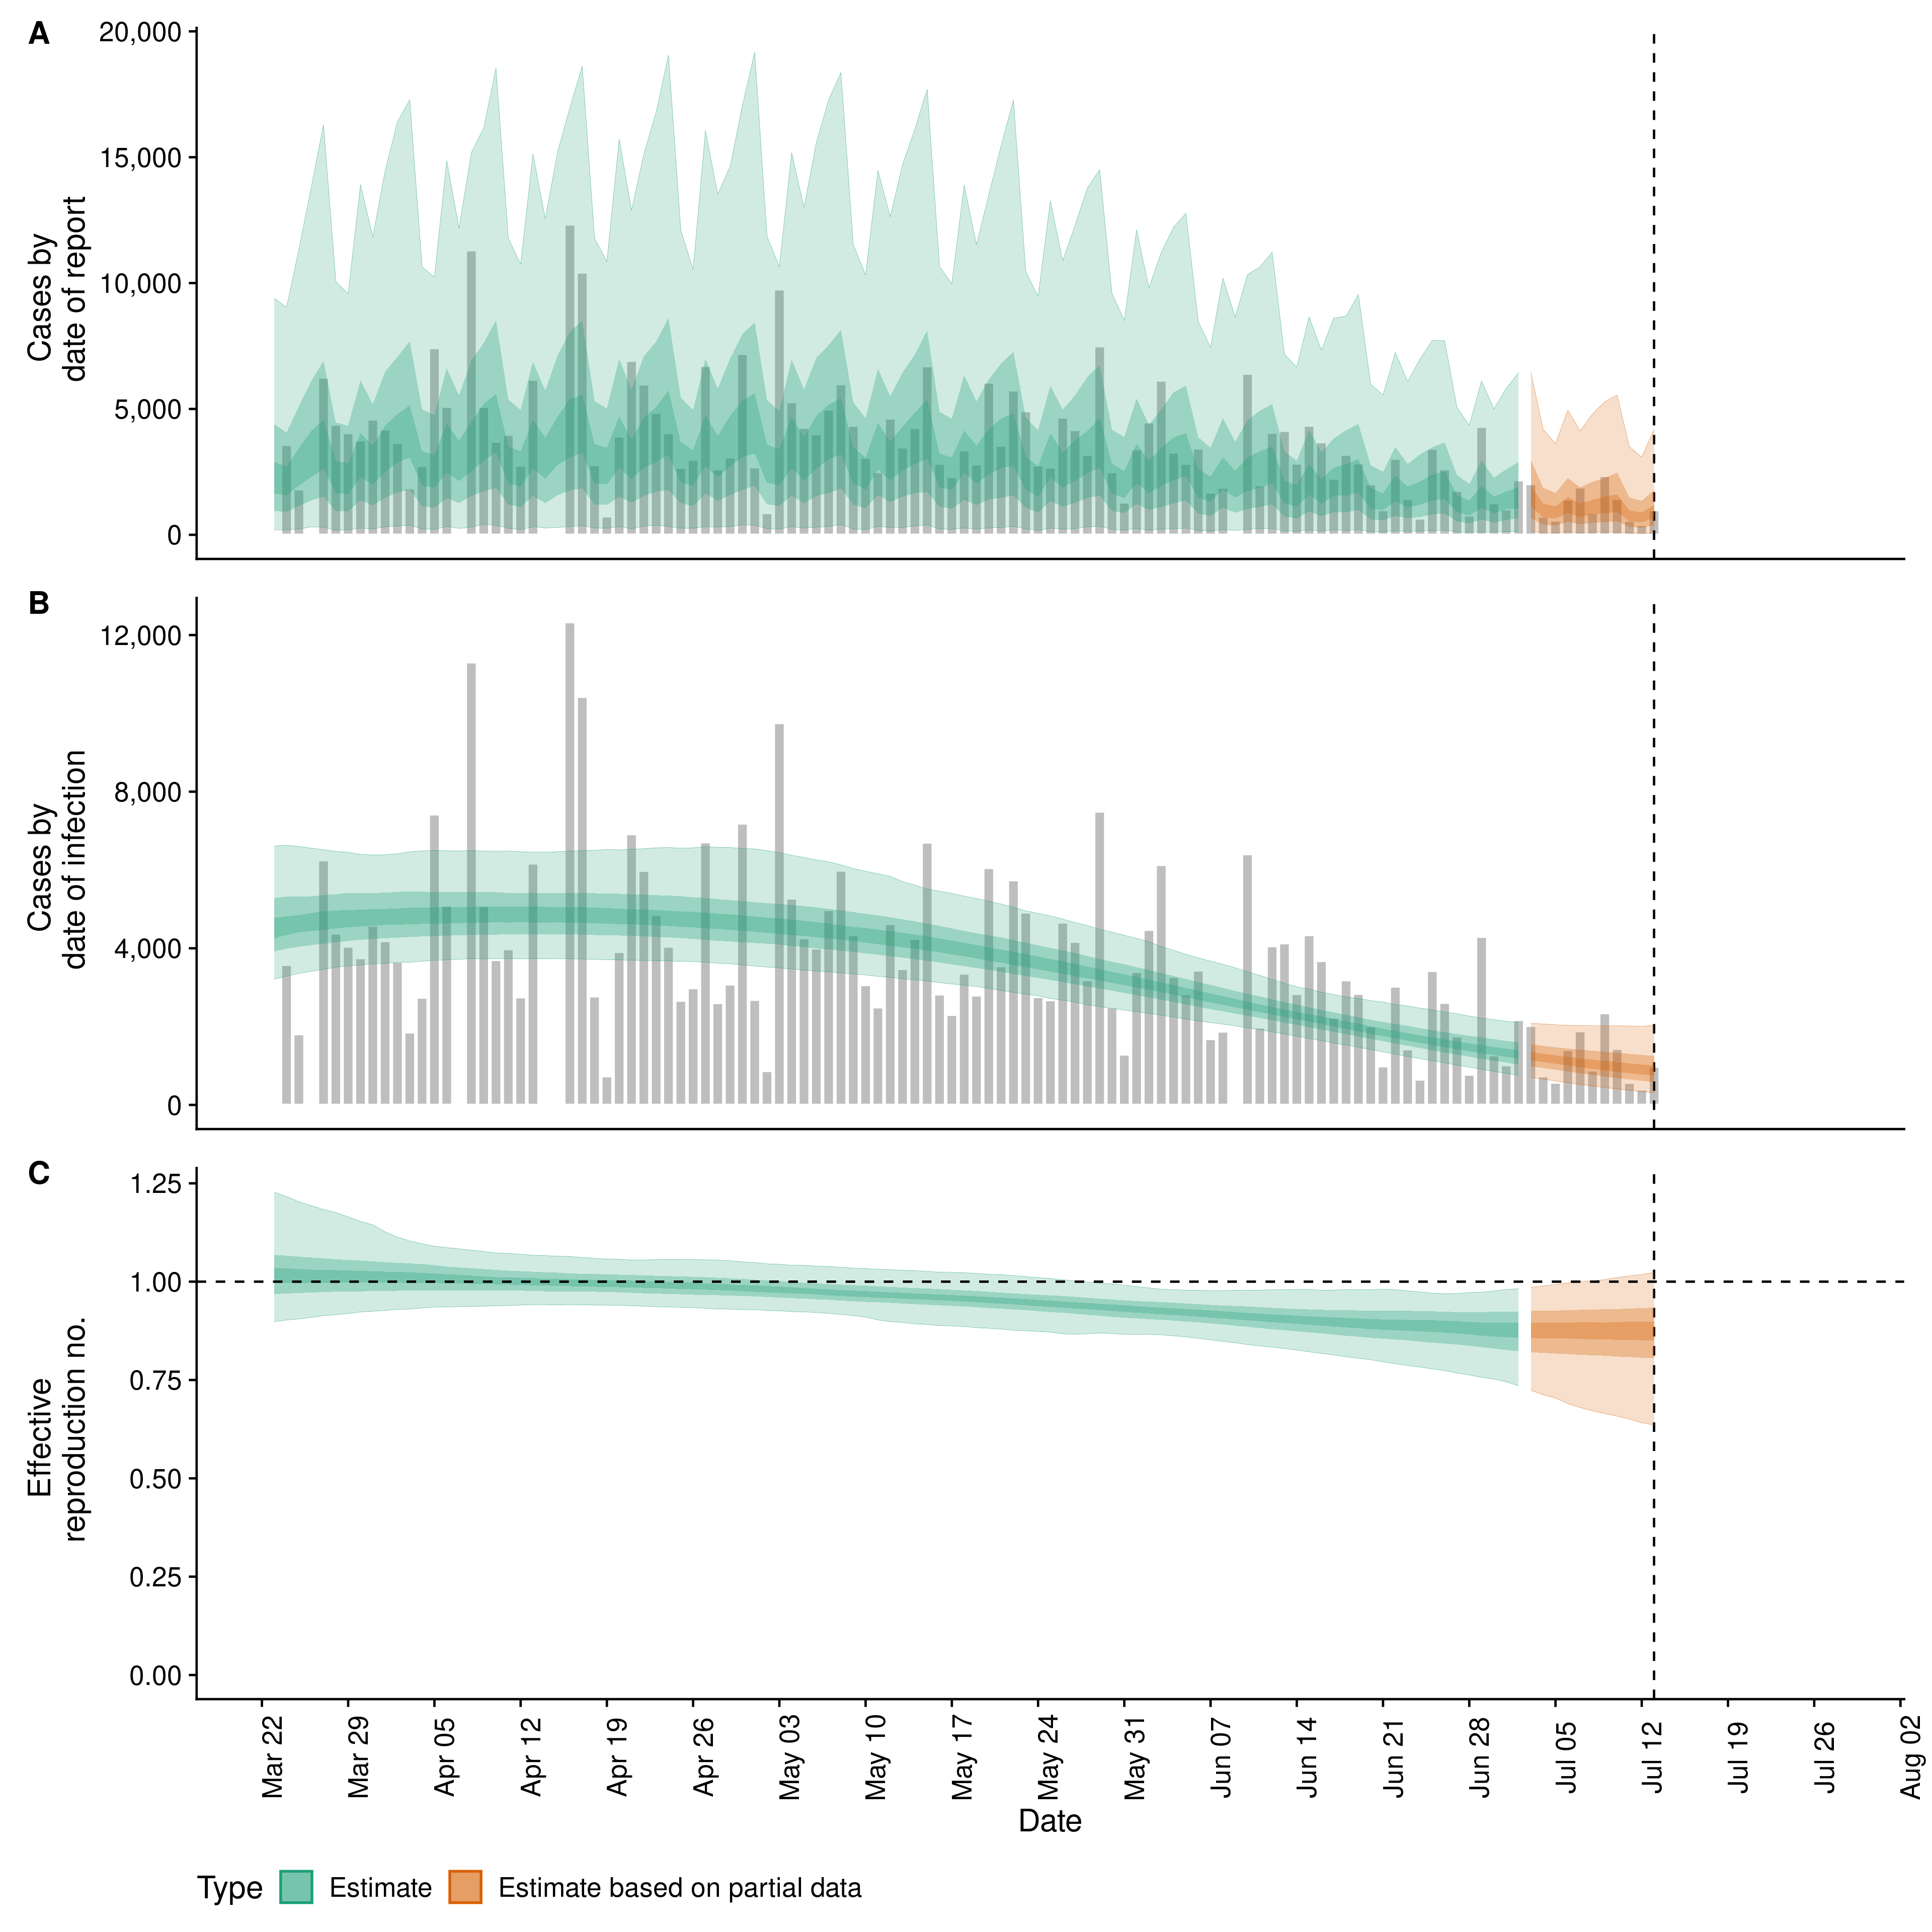 A
20,000
15,000
10,000
5,000
0
Cases by
date of report
B
12,000
8,000
4,000
0
Cases by
date of infection
C
1.25
1.00
0.75
0.50
0.25
0.00
Effective
reproduction no.
Mar 22
Mar 29
Apr 05
Apr 12
Apr 19
Apr 26
May 03
May 10
May 17
May 24
May 31
Jun 07
Jun 14
Jun 21
Jun 28
Jul 05
Jul 12
Jul 19
Jul 26
Aug 02
Date
Type Estimate Estimate based on partial data